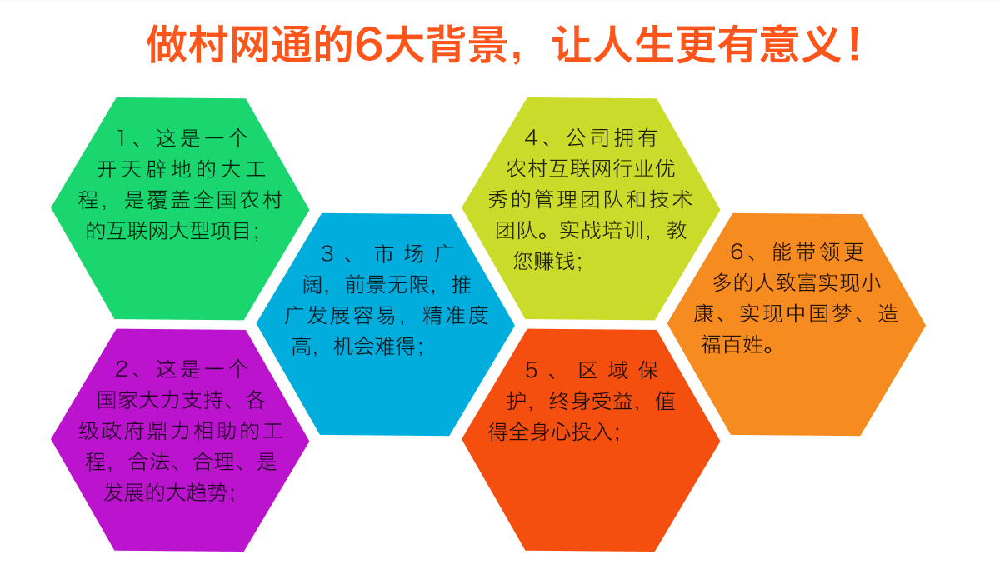 做村网通的6大背景，让人生更有意义！
1、这是一个
开天辟地的大工
程，是覆盖全国农村
的互联网大型项目；
2、这是一个
国家大力支持、各
级政府鼎力相助的工
程，合法、合理、是
发展的大趋势；
3、市场广
阔，前景无限，推
广发展容易，精准度
高，机会难得；
4、公司拥有
农村互联网行业优
秀的管理团队和技术
团队。实战培训，教
您赚钱；
5、区域保
护，终身受益，值
得全身心投入；
6、能带领更
多的人致富实现小
康、实现中国梦、造
福百姓。